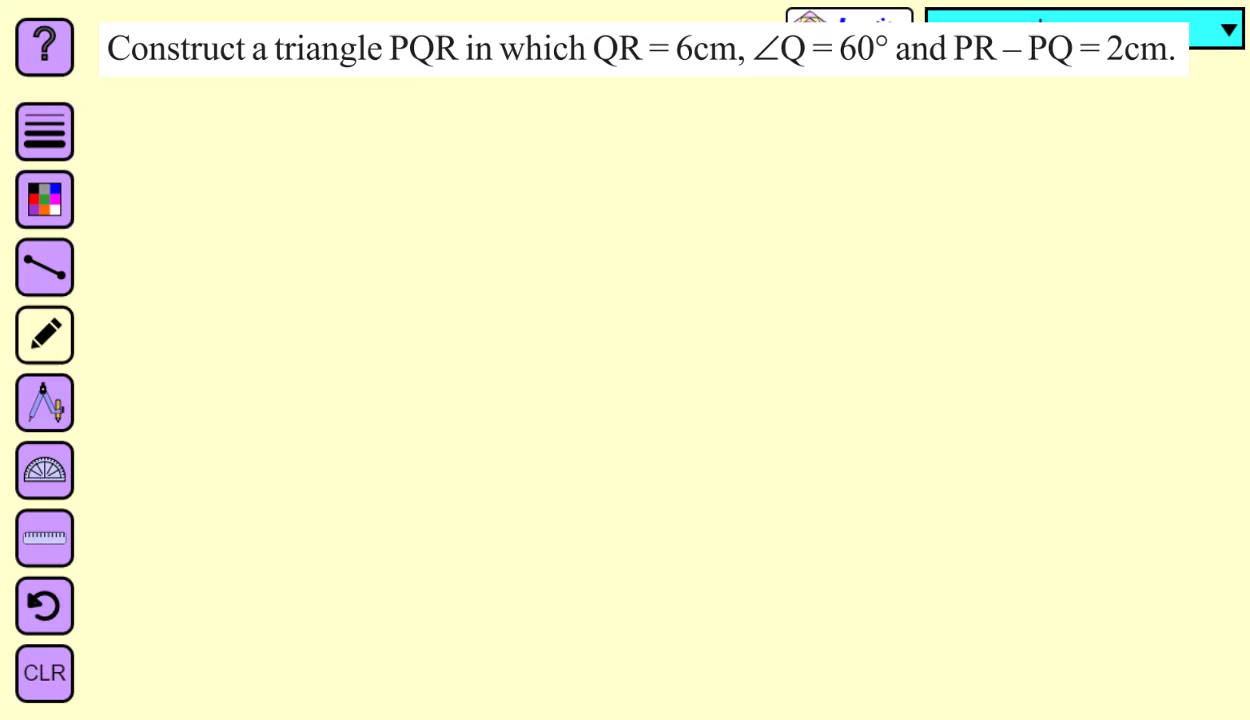 Construct a triangle PQR in which QR = 6cm, ∠Q = 60° and PR – PQ = 2cm.
?
CLR